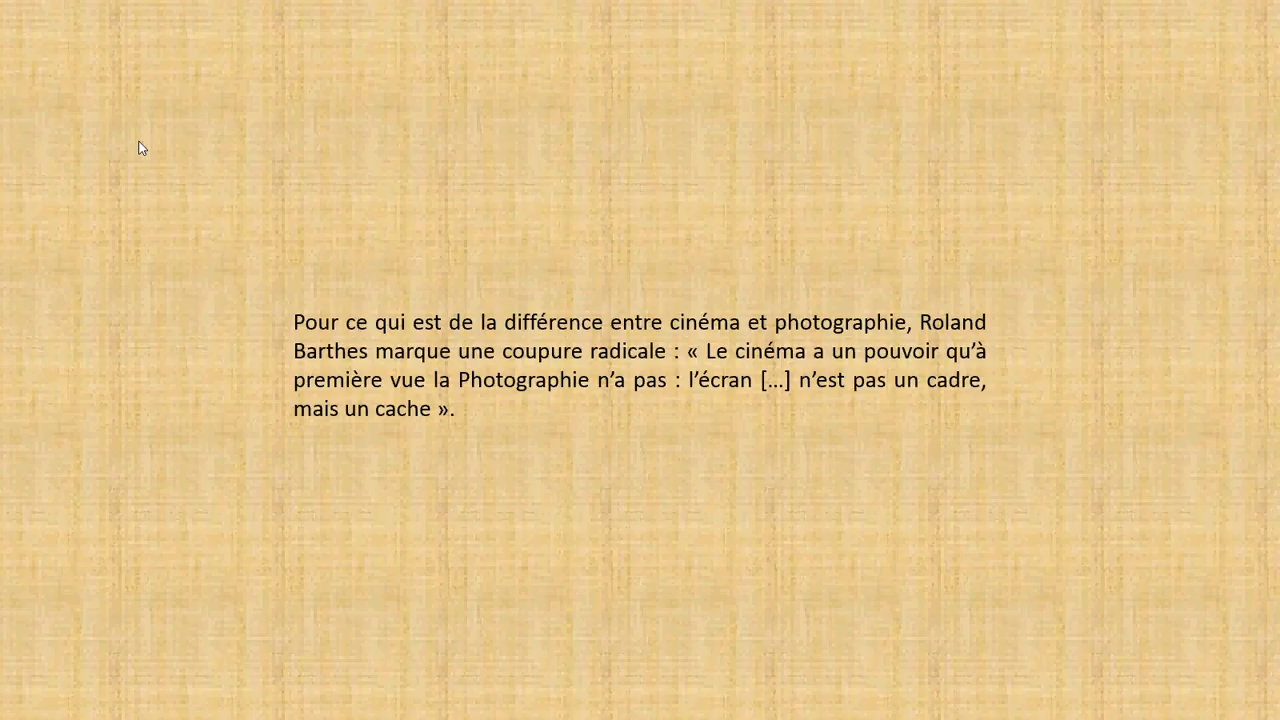 Pour ce qui est de la différence entre cinéma et photographie, Roland
Barthes marque une coupure radicale : « Le cinéma a un pouvoir qu’à
première vue la Photographie n’a pas : l’écran […] n’est pas un cadre,
mais un cache ».